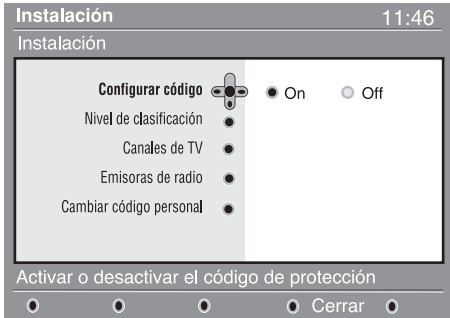 Instalación 11:46
Instalación
Configurar código On Off
Nivel de clasificación
Canales de TV
Emisoras de radio
Cambiar código personal
Activar o desactivar el código de protección
Cerrar